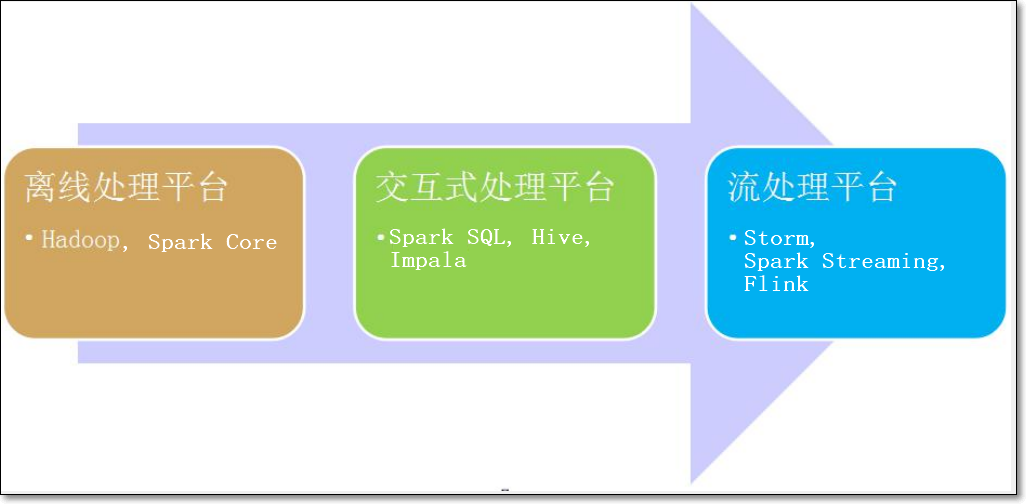 离线处理平台
•Hadoop, Spark Core
交互式处理平台
•Spark SQL, Hive,
Impala
流处理平台
•Storm,
Spark Streaming,
Flink